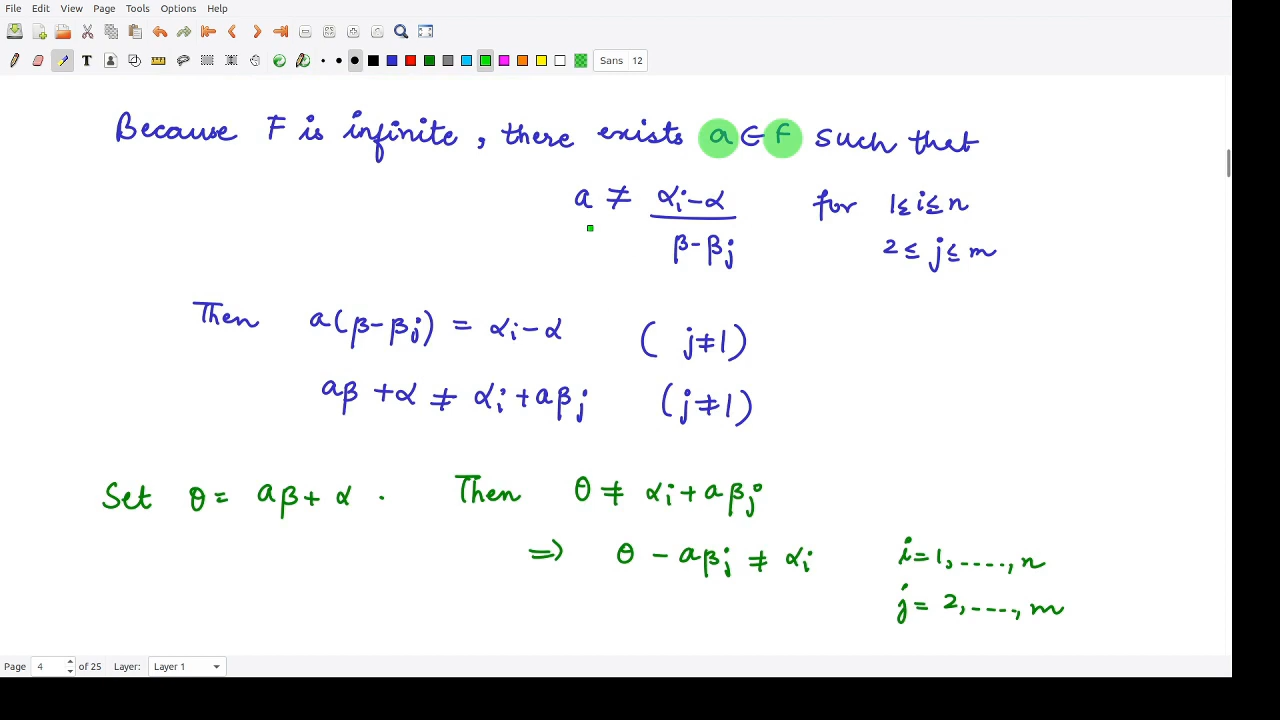 File Edit View Page Tools Options Help
Sans 12
Because F is infinite, there exists a ∈ F such that
a ≠ (αi − α)/(β − βj) for 1 ≤ i ≤ n
2 ≤ j ≤ m
Then a(β − βj) = αi − α (j ≠ 1)
aβ + α ≠ αi + aβj (j ≠ 1)
Set θ = aβ + α . Then θ ≠ αi + aβj
⇒ θ − aβj ≠ αi i = 1, ....., n
j = 2, ....., m
Page 4 of 25 Layer: Layer 1